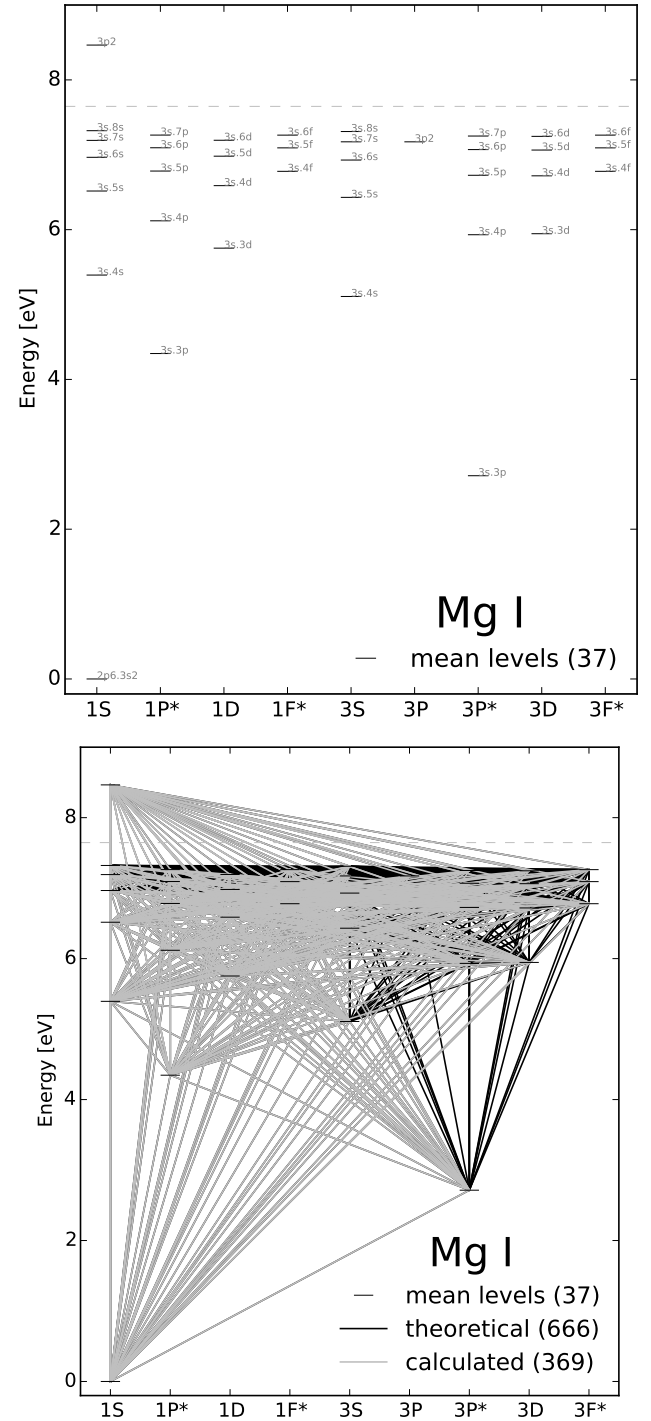 3p2
8
3s.8s 3s.8s
3s.7p 3s.6f 3s.7p 3s.6d 3s.6f
3s.7s 3s.6d 3s.7s 3p2
3s.6p 3s.5f 3s.6p 3s.5d 3s.5f
3s.6s 3s.5d 3s.6s
3s.5p 3s.4f 3s.5p 3s.4d 3s.4f
3s.5s 3s.4d 3s.5s
6
3s.4p 3s.4p 3s.3d
3s.3d
3s.4s
3s.4s
Energy [eV]
4
3s.3p
3s.3p
2
Mg I
mean levels (37)
0
2p6.3s2
1S 1P* 1D 1F* 3S 3P 3P* 3D 3F*
8
6
Energy [eV]
4
2
Mg I
mean levels (37)
theoretical (666)
calculated (369)
0
1S 1P* 1D 1F* 3S 3P 3P* 3D 3F*